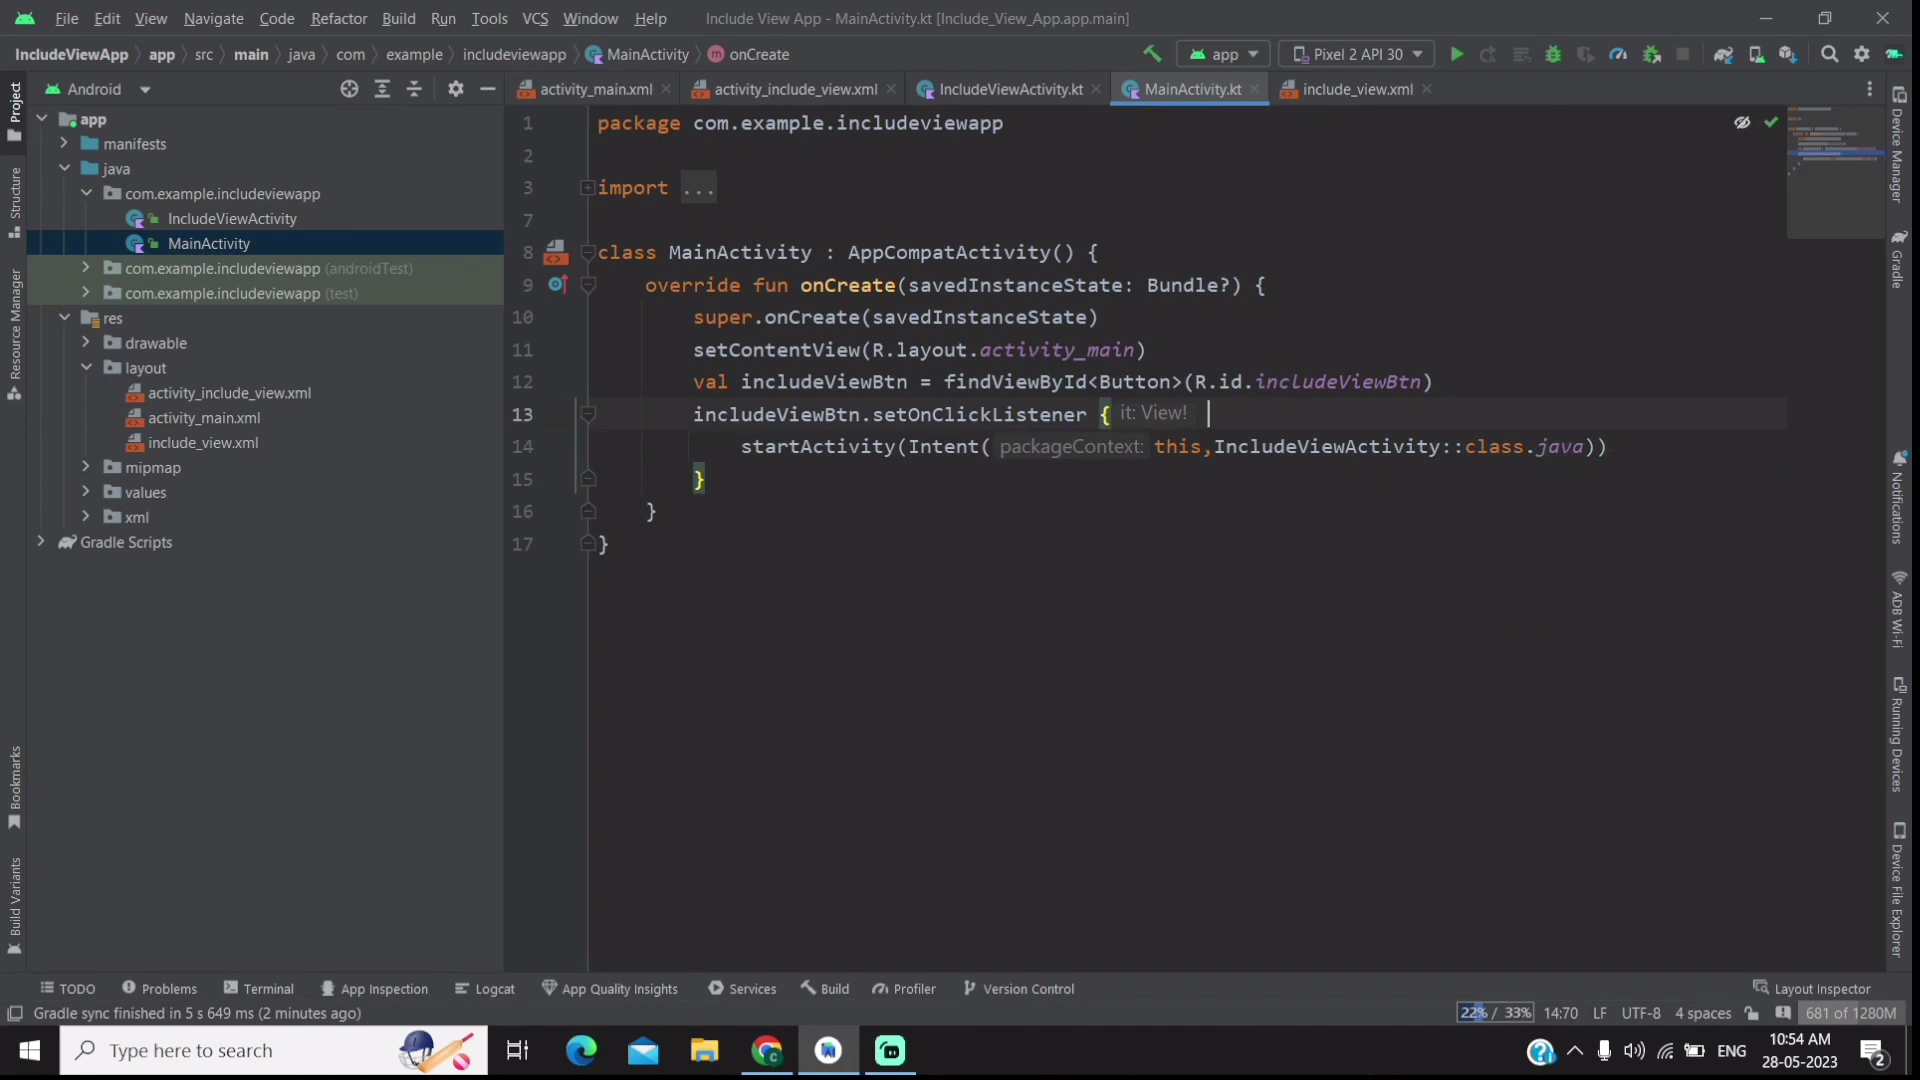 File Edit View Navigate Code Refactor Build Run Tools VCS Window Help Include View App - MainActivity.kt [Include_View_App.app.main]
IncludeViewApp app src main java com example includeviewapp MainActivity onCreate app Pixel 2 API 30
Android activity_main.xml activity_include_view.xml IncludeViewActivity.kt MainActivity.kt include_view.xml
Project
Structure
Resource Manager
Bookmarks
Build Variants
app
manifests
java
com.example.includeviewapp
IncludeViewActivity
MainActivity
com.example.includeviewapp (androidTest)
com.example.includeviewapp (test)
res
drawable
layout
activity_include_view.xml
activity_main.xml
include_view.xml
mipmap
values
xml
Gradle Scripts
1 package com.example.includeviewapp
2
3 import ...
7
8 class MainActivity : AppCompatActivity() {
9 override fun onCreate(savedInstanceState: Bundle?) {
10 super.onCreate(savedInstanceState)
11 setContentView(R.layout.activity_main)
12 val includeViewBtn = findViewById<Button>(R.id.includeViewBtn)
13 includeViewBtn.setOnClickListener { it: View!
14 startActivity(Intent( packageContext: this,IncludeViewActivity::class.java))
15 }
16 }
17 }
Device Manager
Gradle
Notifications
ADB Wi-Fi
Running Devices
Device File Explorer
TODO Problems Terminal App Inspection Logcat App Quality Insights Services Build Profiler Version Control Layout Inspector
Gradle sync finished in 5 s 649 ms (2 minutes ago) 22% / 33% 14:70 LF UTF-8 4 spaces 681 of 1280M
Type here to search ENG 10:54 AM
28-05-2023 2